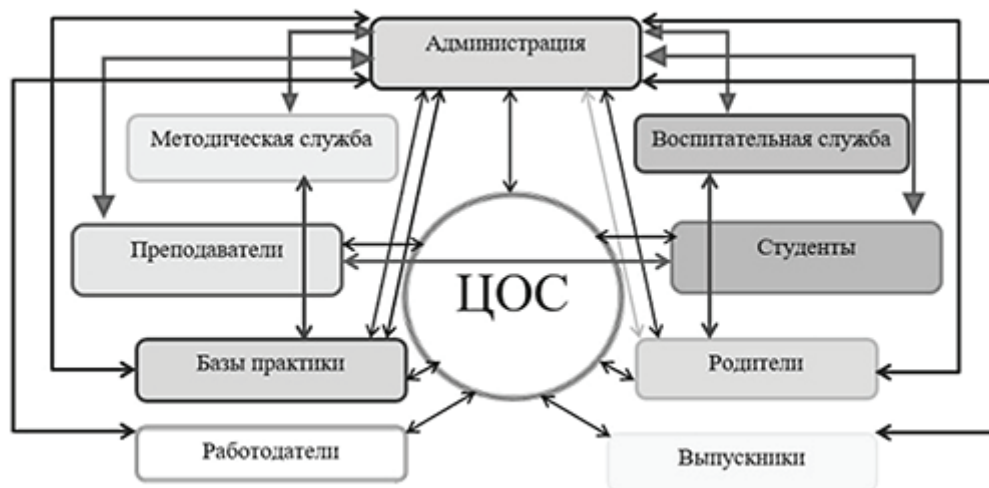 Администрация
Методическая служба
Воспитательная служба
Преподаватели
Студенты
ЦОС
Базы практики
Родители
Работодатели
Выпускники